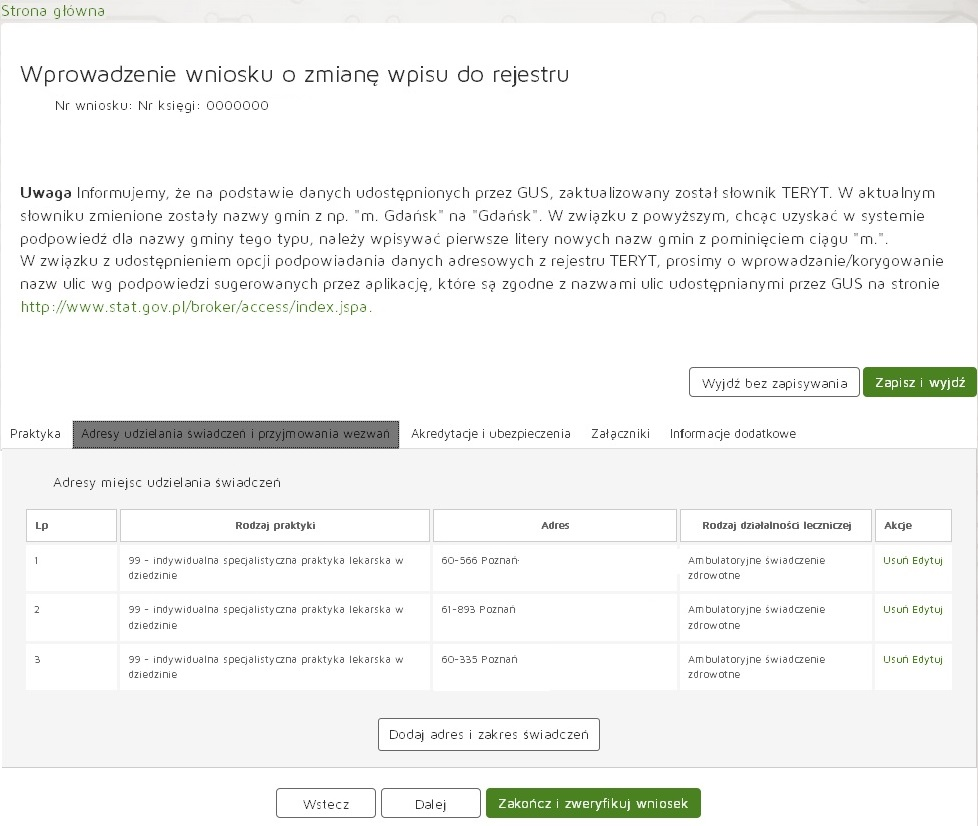 Strona główna
Wprowadzenie wniosku o zmianę wpisu do rejestru
Nr wniosku: Nr księgi: 0000000
Uwaga Informujemy, że na podstawie danych udostępnionych przez GUS, zaktualizowany został słownik TERYT. W aktualnym
słowniku zmienione zostały nazwy gmin z np. "m. Gdańsk" na "Gdańsk". W związku z powyższym, chcąc uzyskać w systemie
podpowiedź dla nazwy gminy tego typu, należy wpisywać pierwsze litery nowych nazw gmin z pominięciem ciągu "m.".
W związku z udostępnieniem opcji podpowiadania danych adresowych z rejestru TERYT, prosimy o wprowadzanie/korygowanie
nazw ulic wg podpowiedzi sugerowanych przez aplikację, które są zgodne z nazwami ulic udostępnianymi przez GUS na stronie
http://www.stat.gov.pl/broker/access/index.jspa.
Wyjdź bez zapisywania Zapisz i wyjdź
Praktyka Adresy udzielania świadczeń i przyjmowania wezwań Akredytacje i ubezpieczenia Załączniki Informacje dodatkowe
Adresy miejsc udzielania świadczeń
Lp Rodzaj praktyki Adres Rodzaj działalności leczniczej Akcje
1 99 - indywidualna specjalistyczna praktyka lekarska w 60-566 Poznań Ambulatoryjne świadczenie Usuń Edytuj
dziedzinie zdrowotne
2 99 - indywidualna specjalistyczna praktyka lekarska w 61-893 Poznań Ambulatoryjne świadczenie Usuń Edytuj
dziedzinie zdrowotne
3 99 - indywidualna specjalistyczna praktyka lekarska w 60-335 Poznań Ambulatoryjne świadczenie Usuń Edytuj
dziedzinie zdrowotne
Dodaj adres i zakres świadczeń
Wstecz Dalej Zakończ i zweryfikuj wniosek